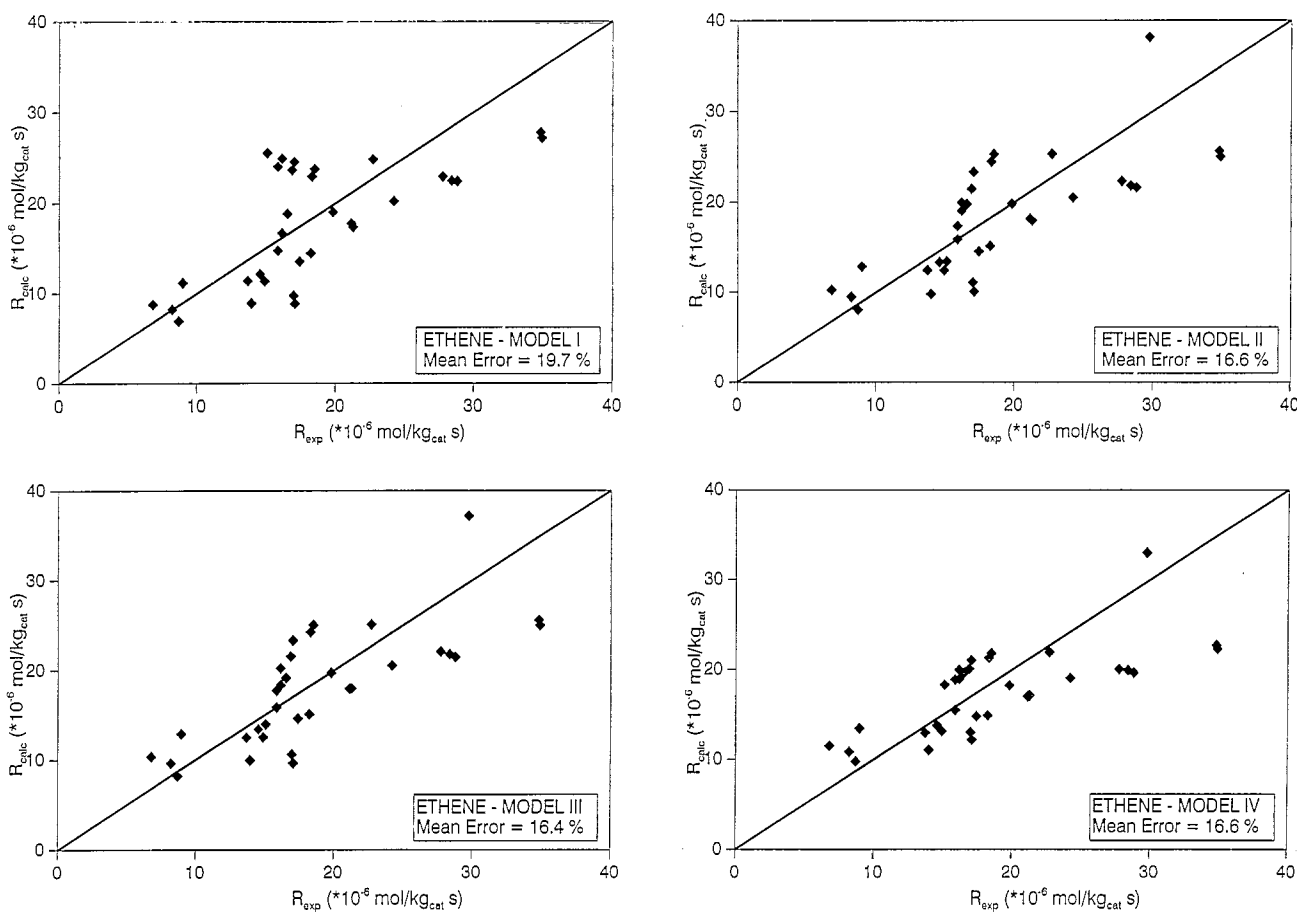 40
30
20
10
0
R_calc (*10^-6 mol/kg_cat s)
ETHENE - MODEL I
Mean Error = 19.7 %
0 10 20 30 40
R_exp (*10^-6 mol/kg_cat s)
40
30
20
10
0
R_calc (*10^-6 mol/kg_cat s)
ETHENE - MODEL II
Mean Error = 16.6 %
0 10 20 30 40
R_exp (*10^-6 mol/kg_cat s)
40
30
20
10
0
R_calc (*10^-6 mol/kg_cat s)
ETHENE - MODEL III
Mean Error = 16.4 %
0 10 20 30 40
R_exp (*10^-6 mol/kg_cat s)
40
30
20
10
0
R_calc (*10^-6 mol/kg_cat s)
ETHENE - MODEL IV
Mean Error = 16.6 %
0 10 20 30 40
R_exp (*10^-6 mol/kg_cat s)